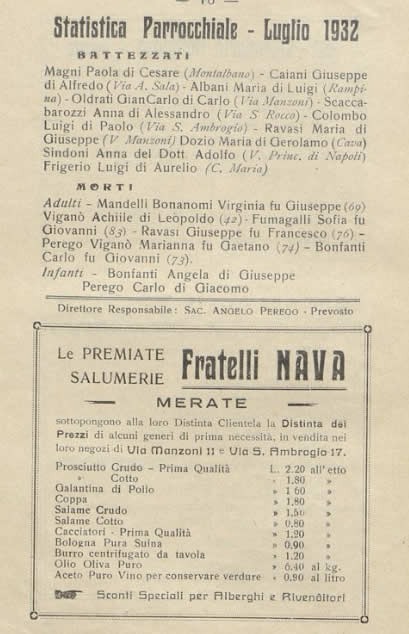 — 16 —
Statistica Parrocchiale - Luglio 1932
BATTEZZATI
Magni Paola di Cesare (Montalbano) - Caiani Giuseppe
di Alfredo (Via A. Sala) - Albani Maria di Luigi (Rampi-
na) - Oldrati GianCarlo di Carlo (Via Manzoni) - Scacca-
barozzi Anna di Alessandro (Via S Rocco) - Colombo
Luigi di Paolo (Via S. Ambrogio) - Ravasi Maria di
Giuseppe (V Manzoni) Dozio Maria di Gerolamo (Cava)
Sindoni Anna del Dott. Adolfo (V. Princ. di Napoli)
Frigerio Luigi di Aurelio (C. Maria)
MORTI
Adulti - Mandelli Bonanomi Virginia fu Giuseppe (69)
Viganò Achiile di Leopoldo (42) - Fumagalli Sofia fu
Giovanni (83) - Ravasi Giuseppe fu Francesco (76) -
Perego Viganò Marianna fu Gaetano (74) - Bonfanti
Carlo fu Giovanni (73).
Infanti - Bonfanti Angela di Giuseppe
Perego Carlo di Giacomo
Direttore Responsabile: SAC. ANGELO PEREGO - Prevosto
Le PREMIATE
SALUMERIE Fratelli NAVA
MERATE
sottopongono alla loro Distinta Clientela la Distinta dei
Prezzi di alcuni generi di prima necessità, in vendita nei
loro negozi di Via Manzoni 11 e Via S. Ambrogio 17.
Prosciutto Crudo - Prima Qualità L. 2.20 all'etto
" Cotto " 1,80 "
Galantina di Pollo " 1 60 "
Coppa " 1,80 "
Salame Crudo " 1,50 "
Salame Cotto " 0,80 "
Cacciatori - Prima Qualità " 1,20 "
Bologna Pura Suina " 0,90 "
Burro centrifugato da tavola " 1.20 "
Olio Oliva Puro " 6.40 al kg.
Aceto Puro Vino per conservare verdure " 0,90 al litro
Sconti Speciali per Alberghi e Rivenditori